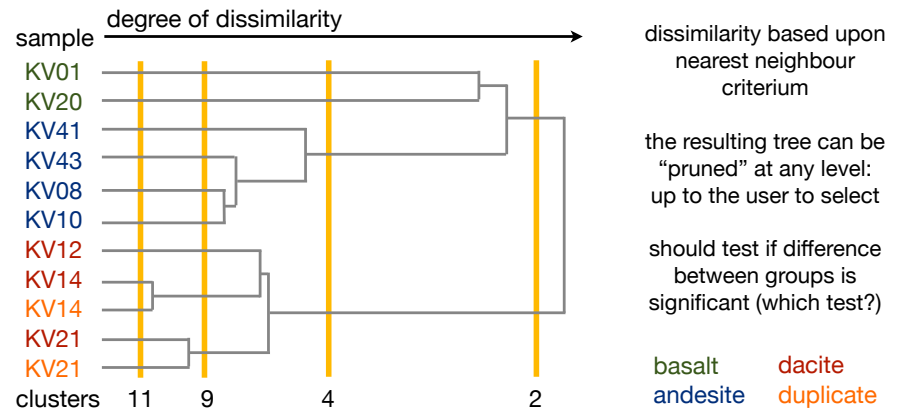 degree of dissimilarity
sample
KV01
KV20
KV41
KV43
KV08
KV10
KV12
KV14
KV14
KV21
KV21
clusters 11 9 4 2
dissimilarity based upon
nearest neighbour
criterium
the resulting tree can be
“pruned” at any level:
up to the user to select
should test if difference
between groups is
significant (which test?)
basalt dacite
andesite duplicate